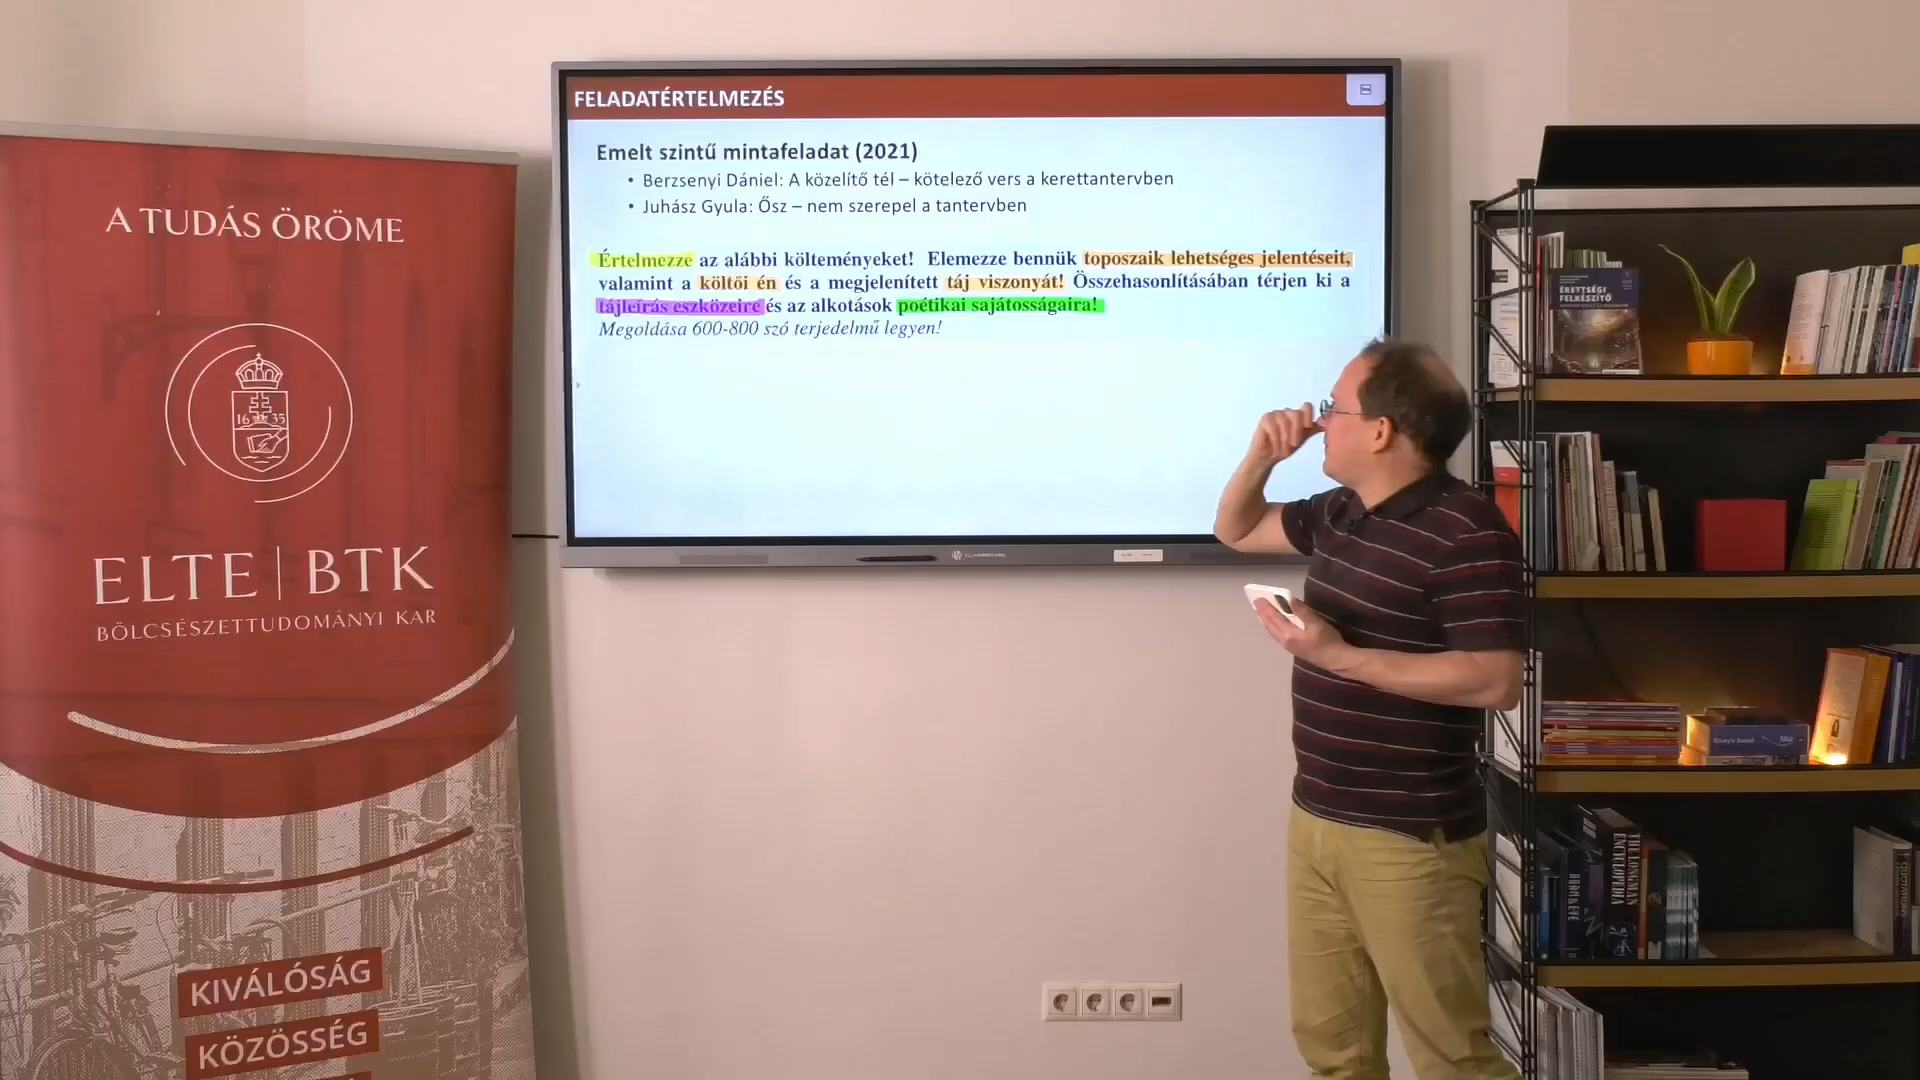 A TUDÁS ÖRÖME
16 35
ELTE | BTK
BÖLCSÉSZETTUDOMÁNYI KAR
KIVÁLÓSÁG
KÖZÖSSÉG
FELADATÉRTELMEZÉS
Emelt szintű mintafeladat (2021)
• Berzsenyi Dániel: A közelítő tél – kötelező vers a kerettantervben
• Juhász Gyula: Ősz – nem szerepel a tantervben
Értelmezze az alábbi költeményeket! Elemezze bennük toposzaik lehetséges jelentéseit,
valamint a költői én és a megjelenített táj viszonyát! Összehasonlításában térjen ki a
tájleírás eszközeire és az alkotások poétikai sajátosságaira!
Megoldása 600-800 szó terjedelmű legyen!
ÉRETTSÉGI
FELKÉSZÍTŐ
THE LONGMAN
ENCYCLOPEDIA
ADAM & EVE